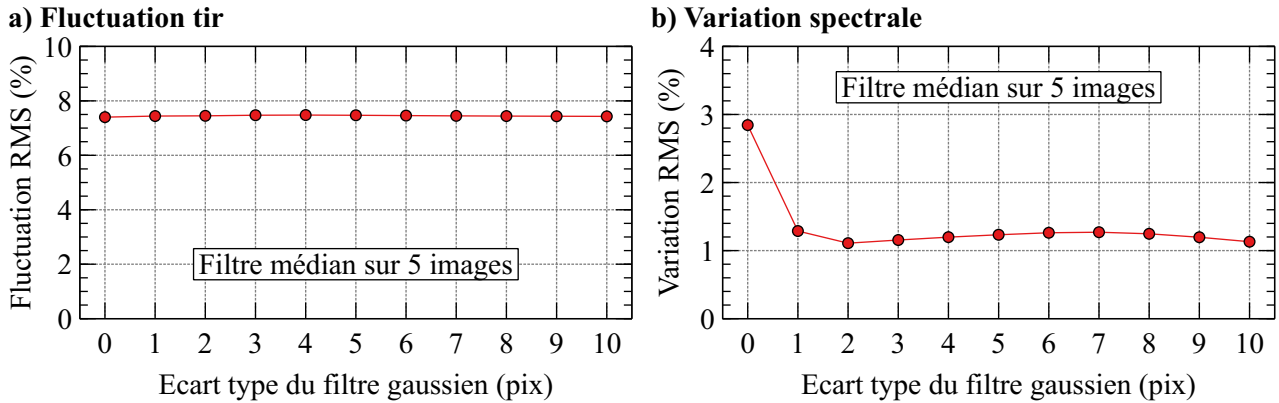 a) Fluctuation tir
Fluctuation RMS (%)
10
8
6
4
2
0
Filtre médian sur 5 images
0 1 2 3 4 5 6 7 8 9 10
Ecart type du filtre gaussien (pix)
b) Variation spectrale
Variation RMS (%)
4
3
2
1
0
Filtre médian sur 5 images
0 1 2 3 4 5 6 7 8 9 10
Ecart type du filtre gaussien (pix)